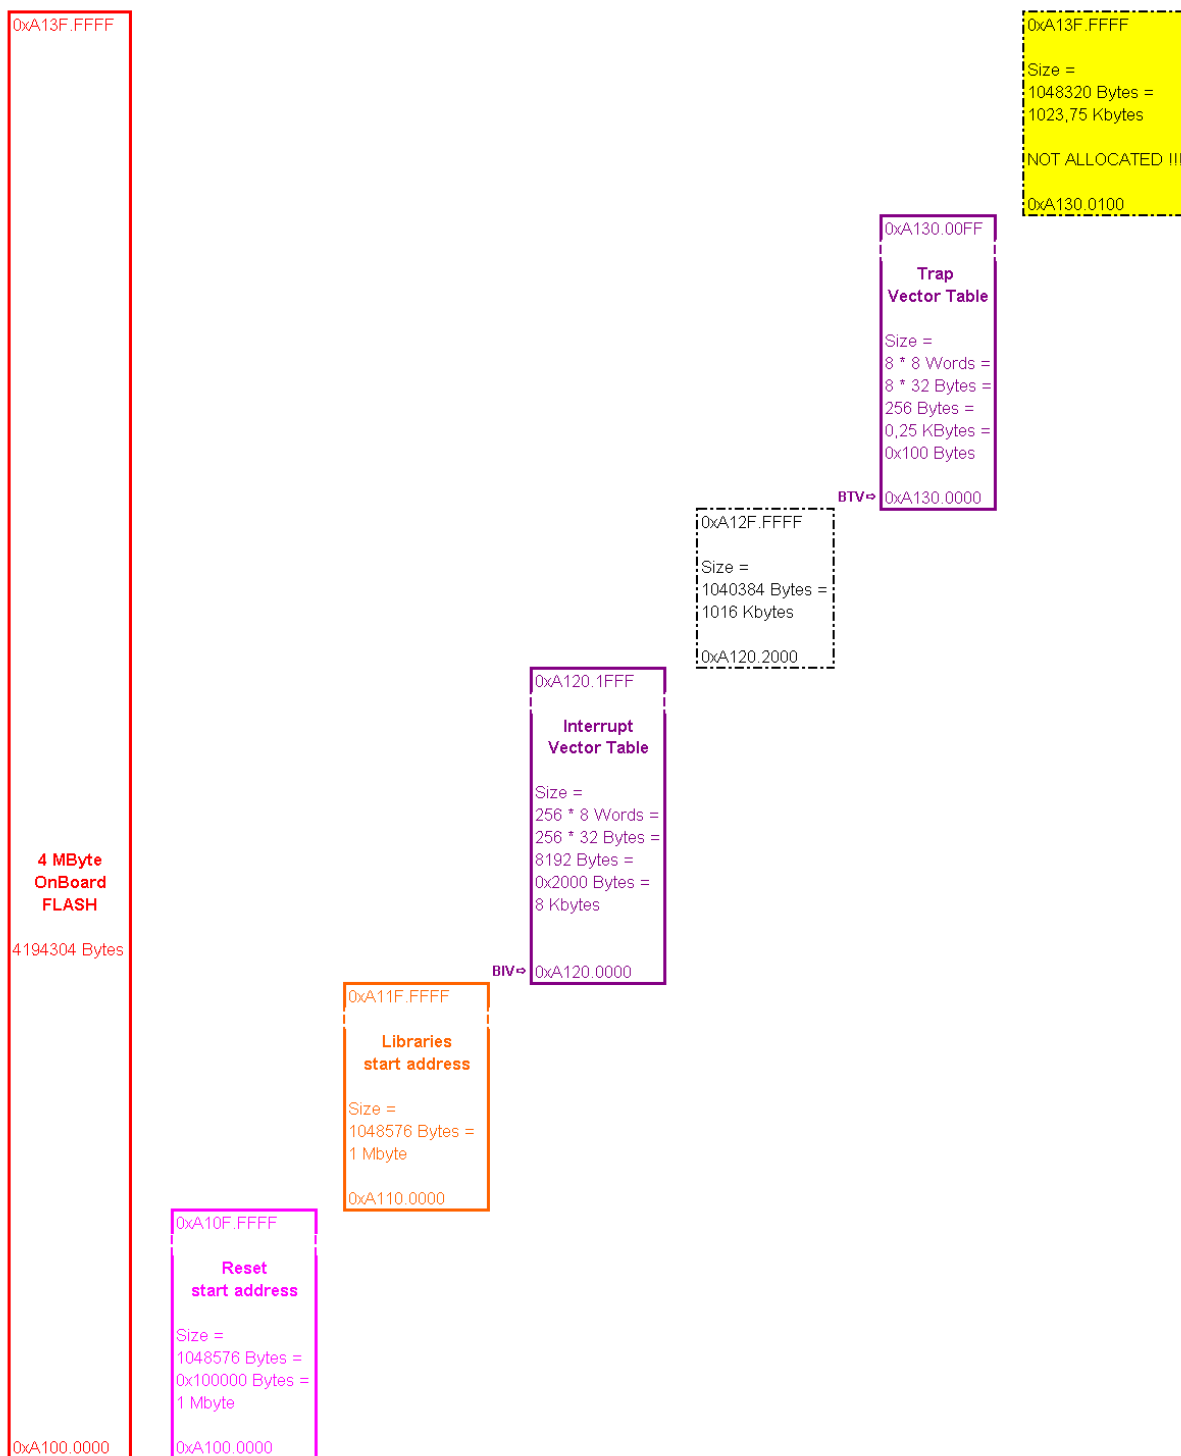 0xA13F.FFFF
4 MByte
OnBoard
FLASH
4194304 Bytes
0xA100.0000
0xA10F.FFFF
Reset
start address
Size =
1048576 Bytes =
0x100000 Bytes =
1 Mbyte
0xA100.0000
0xA11F.FFFF
Libraries
start address
Size =
1048576 Bytes =
1 Mbyte
0xA110.0000
0xA120.1FFF
Interrupt
Vector Table
Size =
256 * 8 Words =
256 * 32 Bytes =
8192 Bytes =
0x2000 Bytes =
8 Kbytes
BIV⇨ 0xA120.0000
0xA12F.FFFF
Size =
1040384 Bytes =
1016 Kbytes
0xA120.2000
0xA130.00FF
Trap
Vector Table
Size =
8 * 8 Words =
8 * 32 Bytes =
256 Bytes =
0,25 KBytes =
0x100 Bytes
BTV⇨ 0xA130.0000
0xA13F.FFFF
Size =
1048320 Bytes =
1023,75 Kbytes
NOT ALLOCATED !!!
0xA130.0100